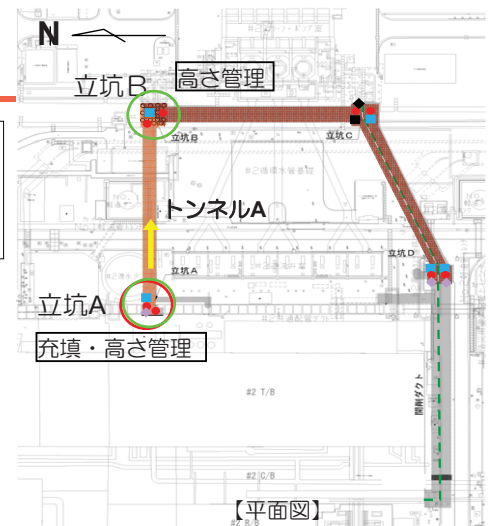 N
立坑B
高さ管理
立坑B
立坑C
トンネルA
立坑A
立坑D
立坑A
充填・高さ管理
開削ダクト
#2 T/B
#2 C/B
【平面図】
#2 R/B